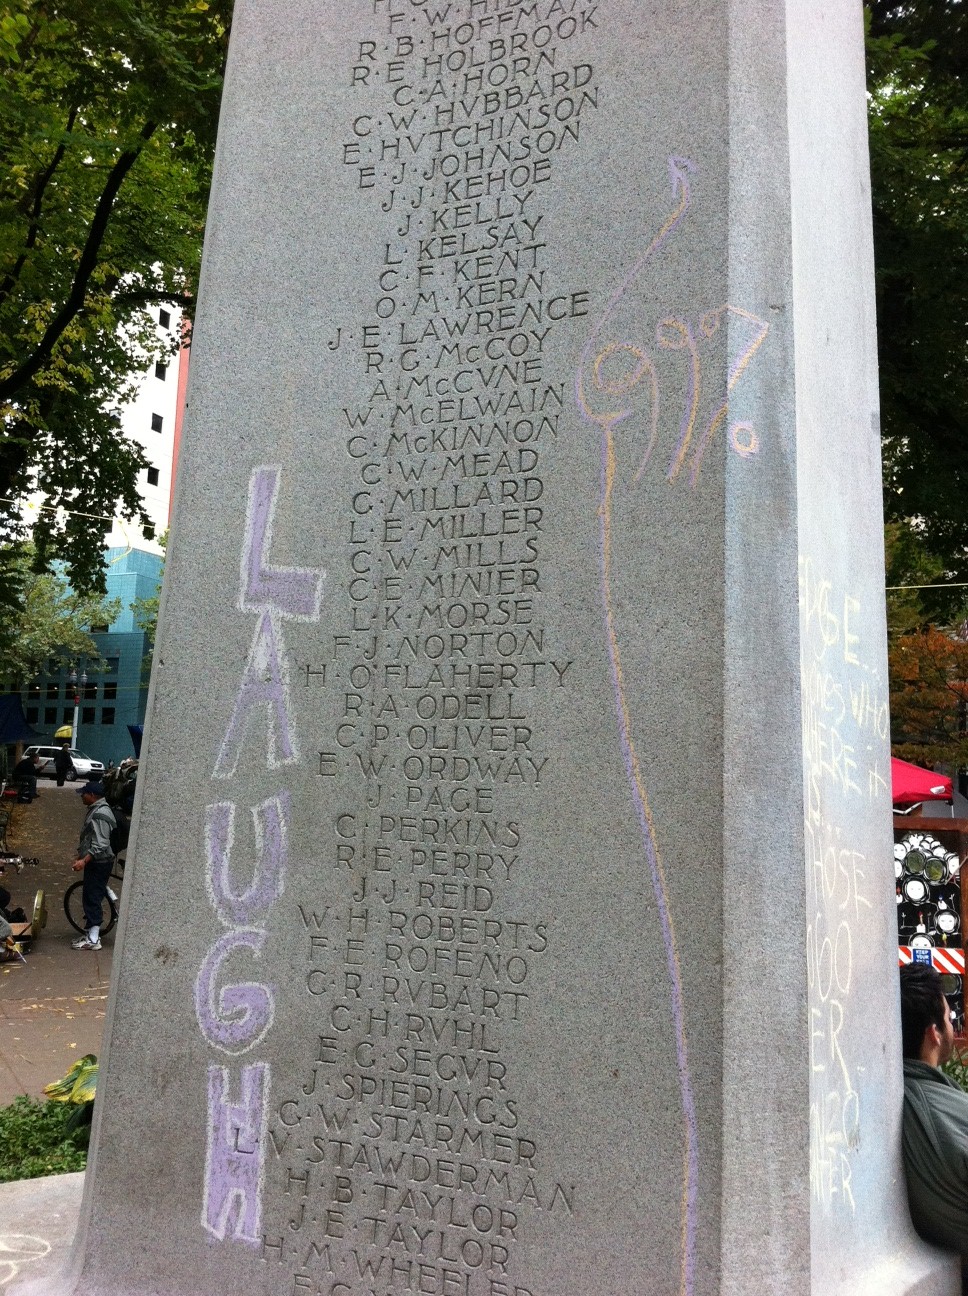 F·W·HOFFMAN
R·B·HOLBROOK
R·E·HORN
C·A·HVBBARD
C·W·HVTCHINSON
E·H·JOHNSON
E·J·KEHOE
J·J·KELLY
J·KELSAY
L·KENT
C·F·KERN
O·M·LAWRENCE
J·E·MCCOY
R·G·MCCVNE
A·MCELWAIN
W·MCKINNON
C·MEAD
C·W·MILLARD
G·MILLER
L·E·MILLS
C·W·MINIER
C·E·MORSE
L·K·NORTON
F·J·O'FLAHERTY
H·ODELL
R·A·OLIVER
C·P·ORDWAY
E·W·PAGE
J·PERKINS
G·PERRY
R·E·REID
J·J·ROBERTS
W·H·ROFENO
F·E·RVBART
C·R·RVHL
C·H·SEGVR
E·G·SPIERINGS
J·STARMER
G·W·STAWDERMAN
L·V·TAYLOR
H·B·TAYLOR
J·E·WHEELER
H·M·
LAUGH
99%
WHO